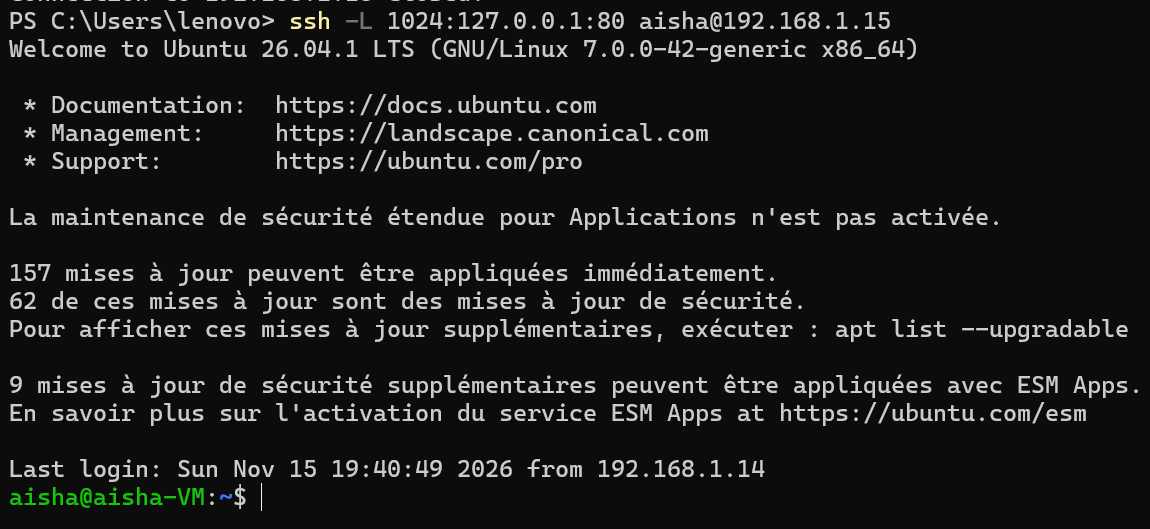 PS C:\Users\lenovo> ssh -L 1024:127.0.0.1:80 aisha@192.168.1.15
Welcome to Ubuntu 26.04.1 LTS (GNU/Linux 7.0.0-42-generic x86_64)
* Documentation: https://docs.ubuntu.com
* Management: https://landscape.canonical.com
* Support: https://ubuntu.com/pro
La maintenance de sécurité étendue pour Applications n'est pas activée.
157 mises à jour peuvent être appliquées immédiatement.
62 de ces mises à jour sont des mises à jour de sécurité.
Pour afficher ces mises à jour supplémentaires, exécuter : apt list --upgradable
9 mises à jour de sécurité supplémentaires peuvent être appliquées avec ESM Apps.
En savoir plus sur l'activation du service ESM Apps at https://ubuntu.com/esm
Last login: Sun Nov 15 19:40:49 2026 from 192.168.1.14
aisha@aisha-VM:~$